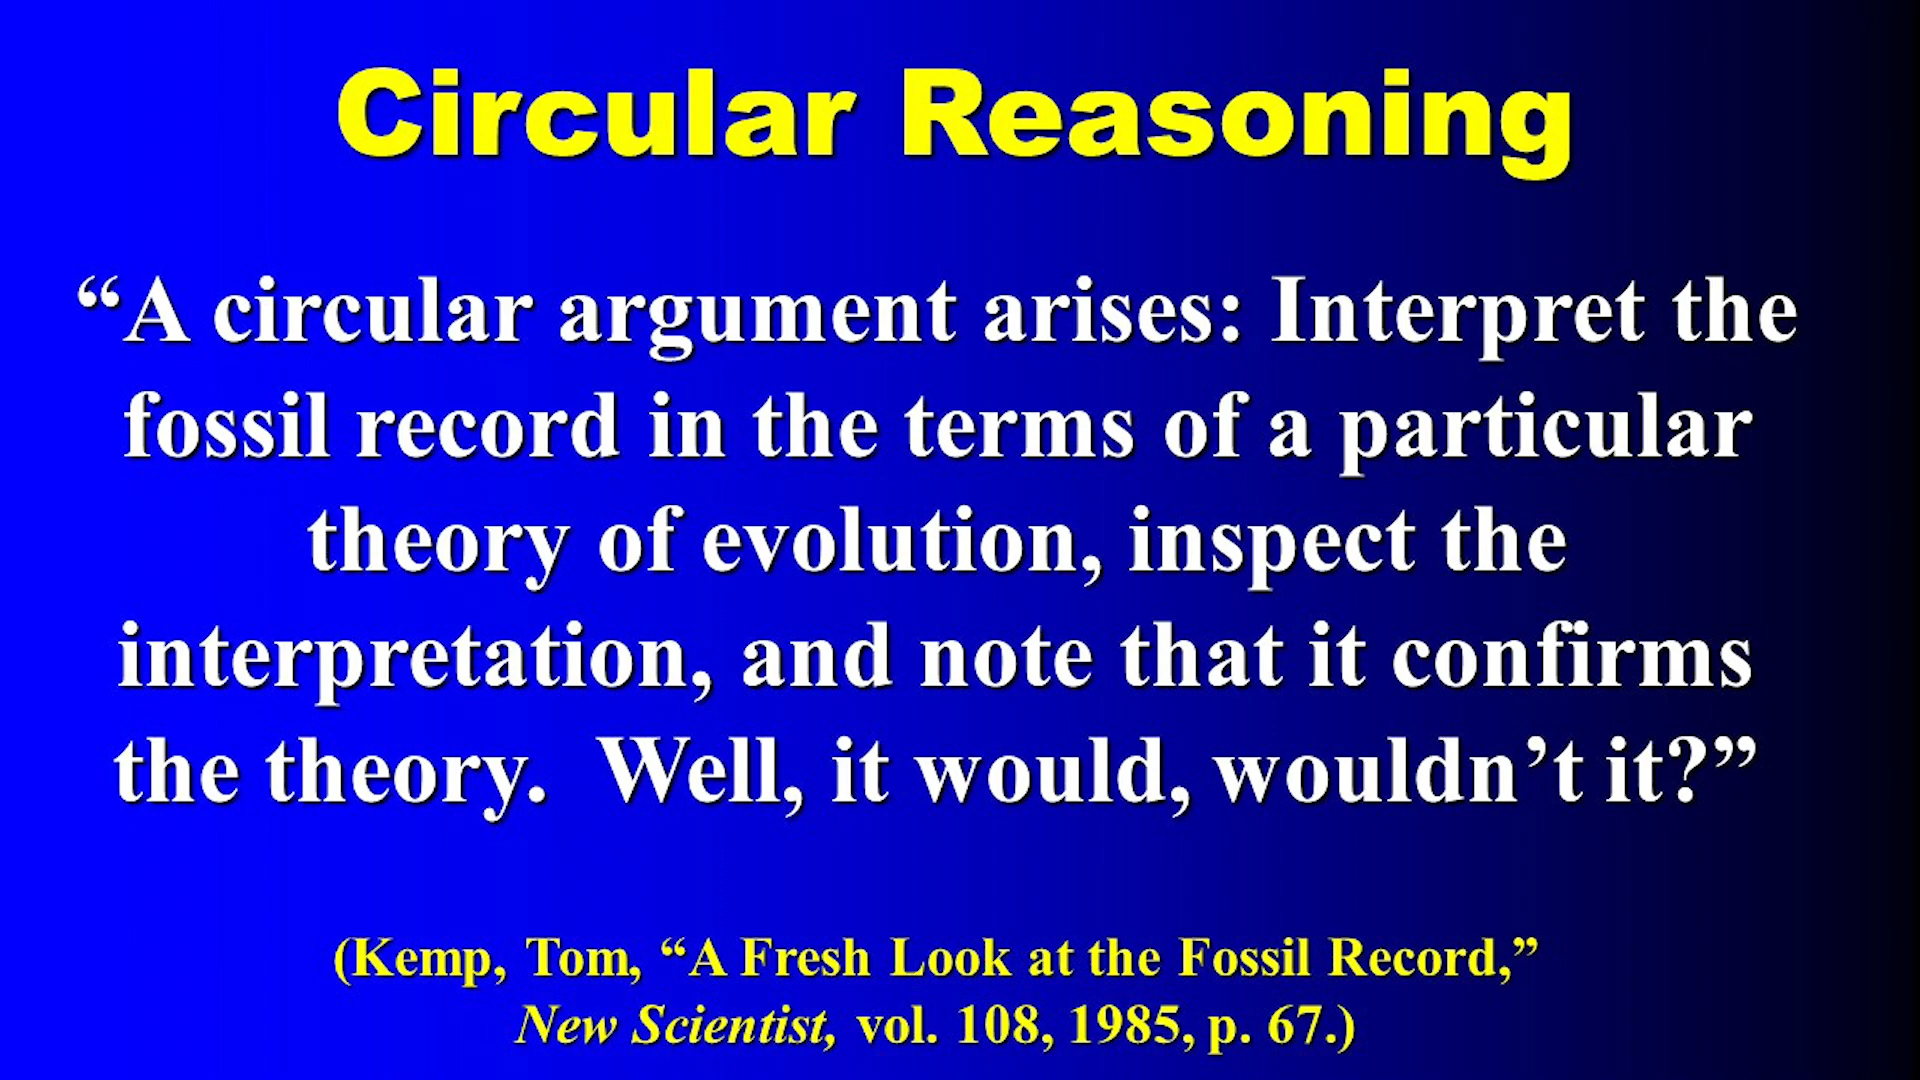 Circular Reasoning
“A circular argument arises: Interpret the
fossil record in the terms of a particular
theory of evolution, inspect the
interpretation, and note that it confirms
the theory.  Well, it would, wouldn’t it?”
(Kemp, Tom, “A Fresh Look at the Fossil Record,”
New Scientist, vol. 108, 1985, p. 67.)